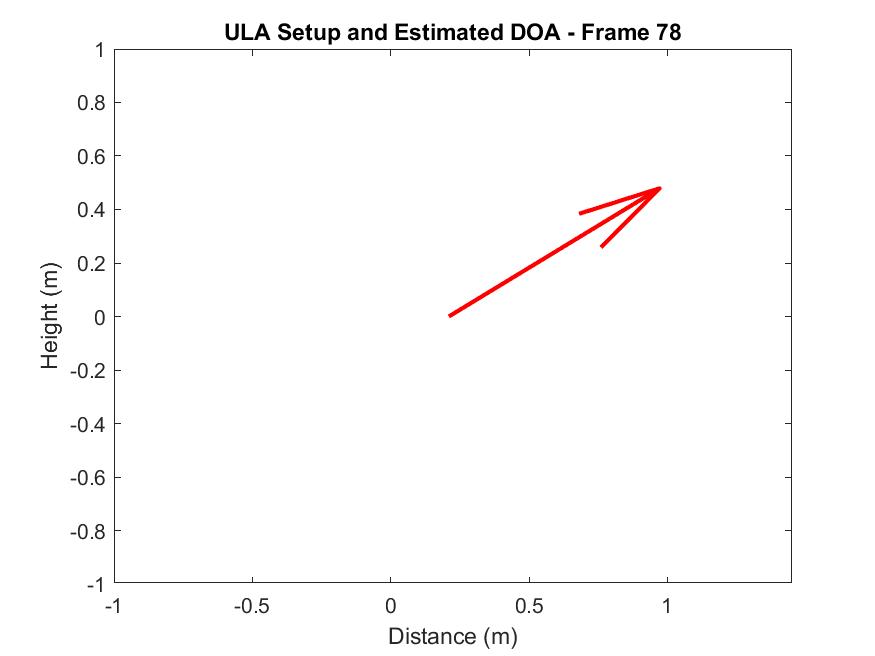 ULA Setup and Estimated DOA - Frame 78
1
0.8
0.6
0.4
0.2
0
-0.2
-0.4
-0.6
-0.8
-1
Height (m)
-1 -0.5 0 0.5 1
Distance (m)